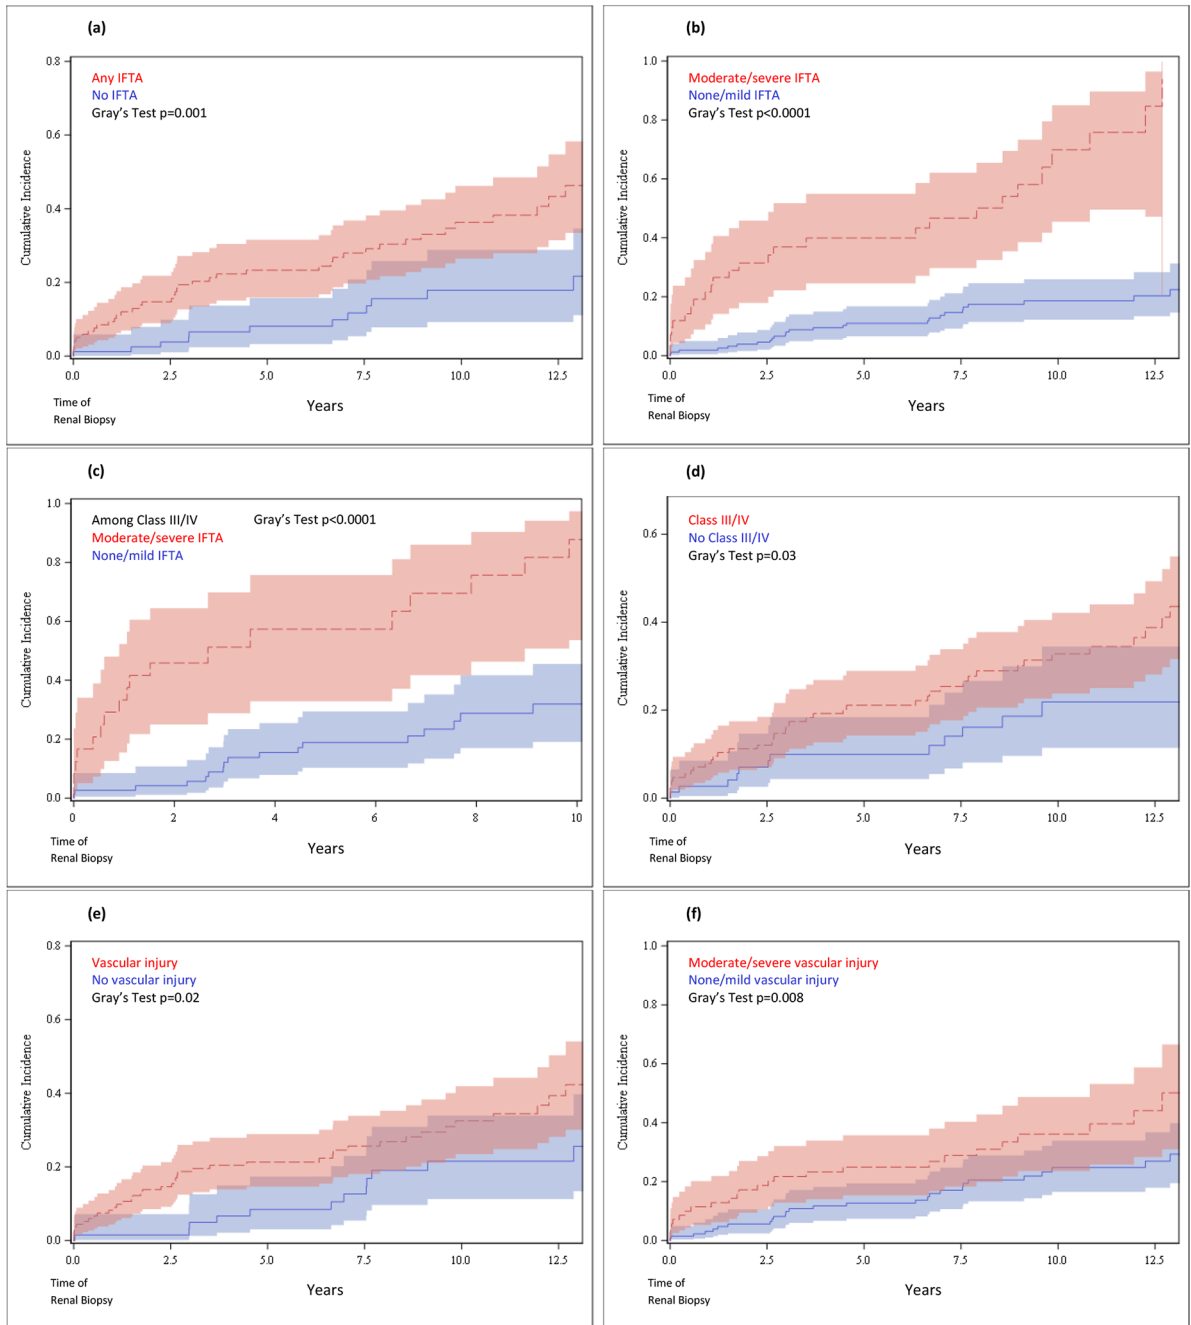 (a)
Any IFTA
No IFTA
Gray's Test p=0.001
Cumulative Incidence
0.8
0.6
0.4
0.2
0.0
0.0 2.5 5.0 7.5 10.0 12.5
Time of
Renal Biopsy
Years
(b)
Moderate/severe IFTA
None/mild IFTA
Gray's Test p<0.0001
Cumulative Incidence
1.0
0.8
0.6
0.4
0.2
0.0
0.0 2.5 5.0 7.5 10.0 12.5
Time of
Renal Biopsy
Years
(c)
Among Class III/IV Gray's Test p<0.0001
Moderate/severe IFTA
None/mild IFTA
Cumulative Incidence
1.0
0.8
0.6
0.4
0.2
0.0
0 2 4 6 8 10
Time of
Renal Biopsy
Years
(d)
Class III/IV
No Class III/IV
Gray's Test p=0.03
Cumulative Incidence
0.6
0.4
0.2
0.0
0.0 2.5 5.0 7.5 10.0 12.5
Time of
Renal Biopsy
Years
(e)
Vascular injury
No vascular injury
Gray's Test p=0.02
Cumulative Incidence
0.8
0.6
0.4
0.2
0.0
0.0 2.5 5.0 7.5 10.0 12.5
Time of
Renal Biopsy
Years
(f)
Moderate/severe vascular injury
None/mild vascular injury
Gray's Test p=0.008
Cumulative Incidence
1.0
0.8
0.6
0.4
0.2
0.0
0.0 2.5 5.0 7.5 10.0 12.5
Time of
Renal Biopsy
Years